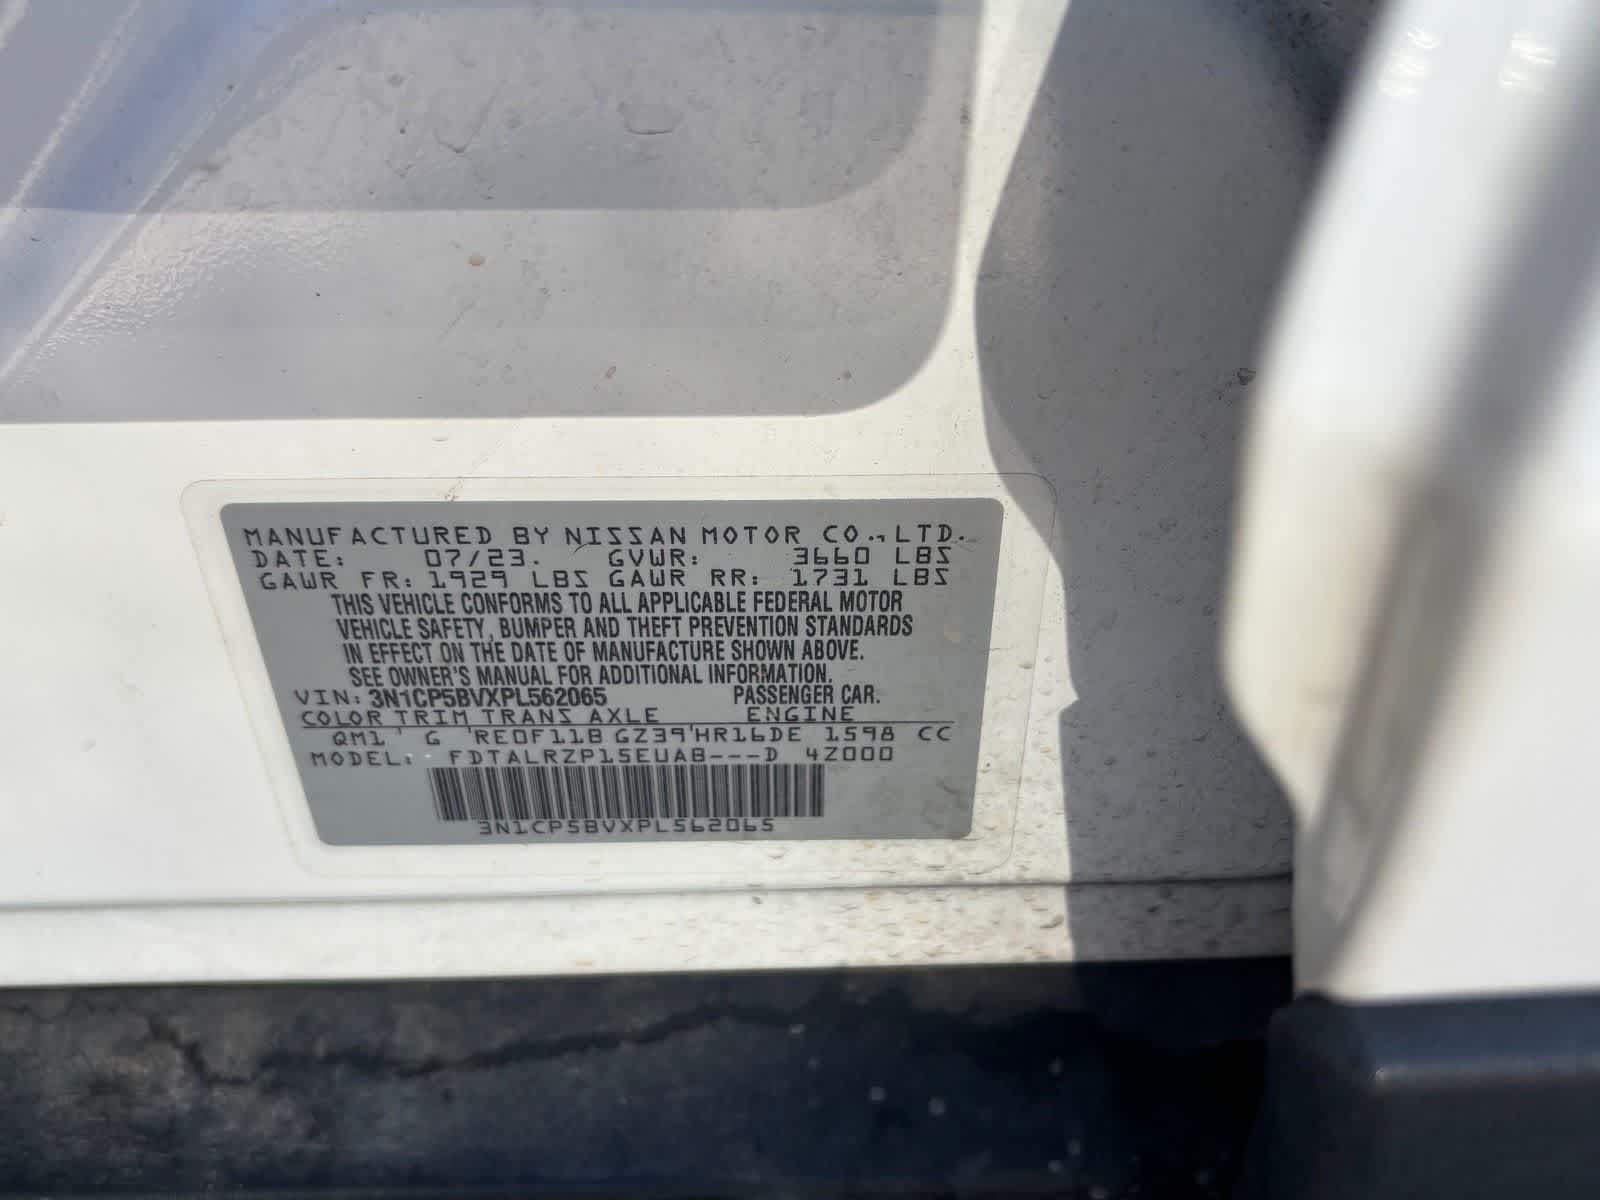 MANUFACTURED BY NISSAN MOTOR CO., LTD.
DATE: 07/23. GVWR: 3660 LBS
GAWR FR: 1929 LBS GAWR RR: 1731 LBS
THIS VEHICLE CONFORMS TO ALL APPLICABLE FEDERAL MOTOR
VEHICLE SAFETY, BUMPER AND THEFT PREVENTION STANDARDS
IN EFFECT ON THE DATE OF MANUFACTURE SHOWN ABOVE.
SEE OWNER'S MANUAL FOR ADDITIONAL INFORMATION.
VIN: 3N1CP5BVXPL562065 PASSENGER CAR.
COLOR TRIM TRANS AXLE ENGINE
QM1 ' G 'RE0F11B GZ39'HR16DE 1598 CC
MODEL: FDTALRZP15EUAB---D 4Z000
3N1CP5BVXPL562065